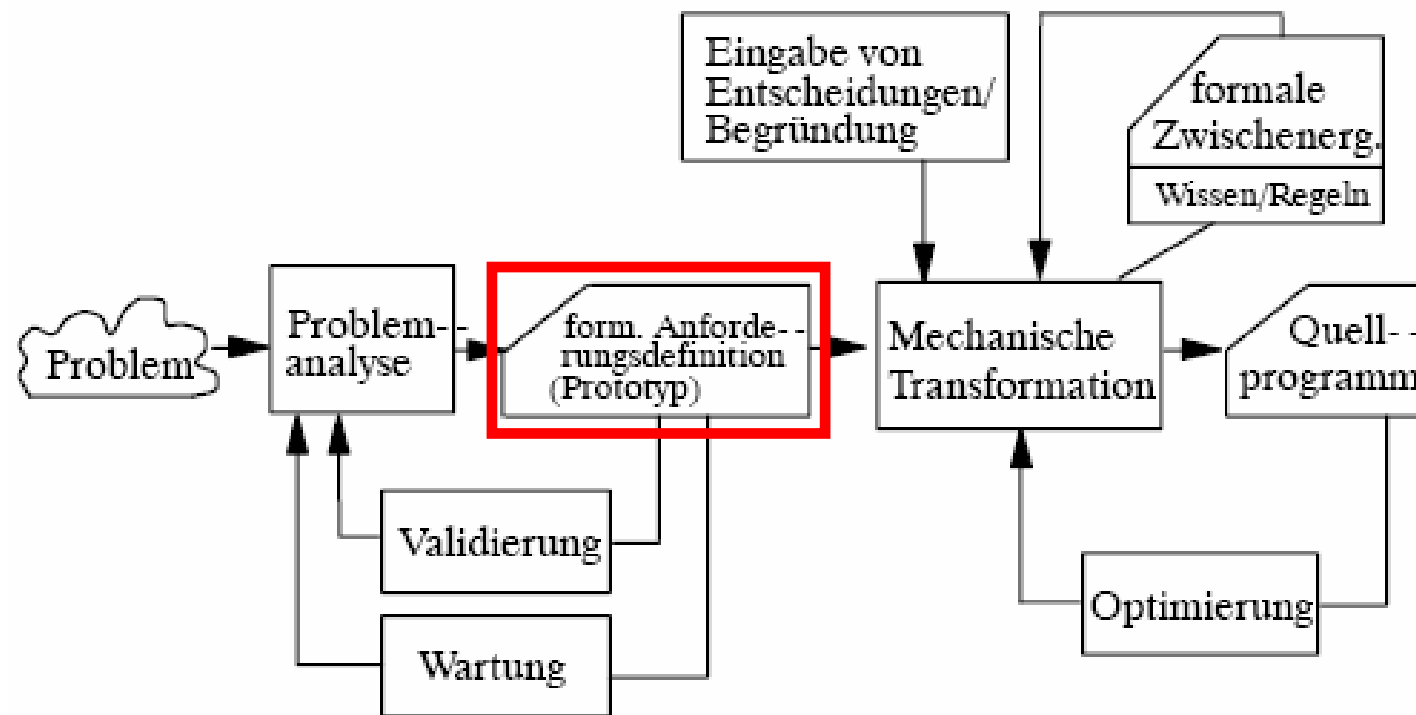 Eingabe von
Entscheidungen/
Begründung
formale
Zwischenerg.
Wissen/Regeln
Problem
Problem--
analyse
form. Anforde--
rungsdefinition
(Prototyp)
Mechanische
Transformation
Quell--
programm
Validierung
Wartung
Optimierung